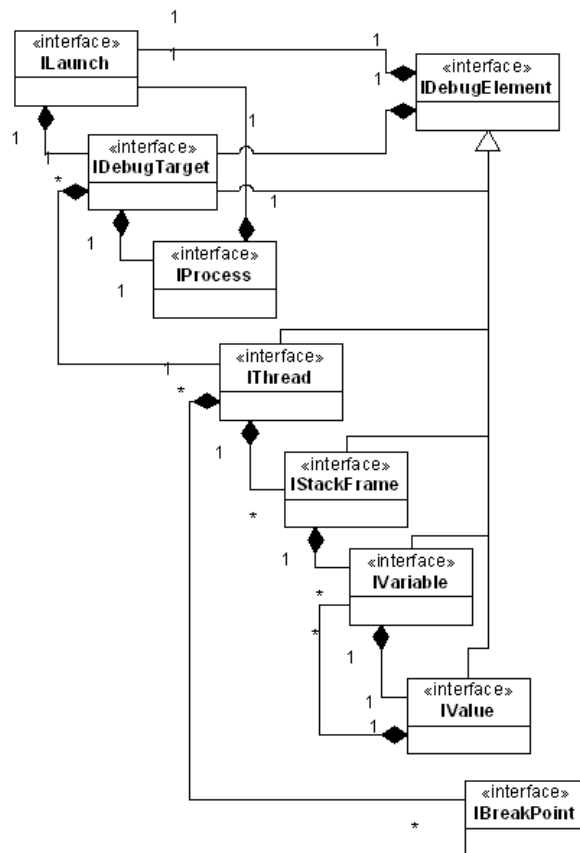 1
1
1
«interface»
ILaunch
1
«interface»
IDebugElement
1
1
1
«interface»
IDebugTarget
*
1
1
«interface»
IProcess
1
1
«interface»
IThread
*
1
«interface»
IStackFrame
*
1
«interface»
IVariable
*
*
1
1
«interface»
IValue
1
«interface»
IBreakPoint
*